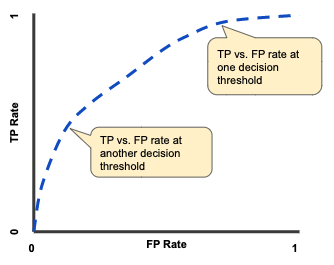 1
TP vs. FP rate at
one decision
threshold
TP Rate
TP vs. FP rate at
another decision
threshold
0
0
FP Rate
1